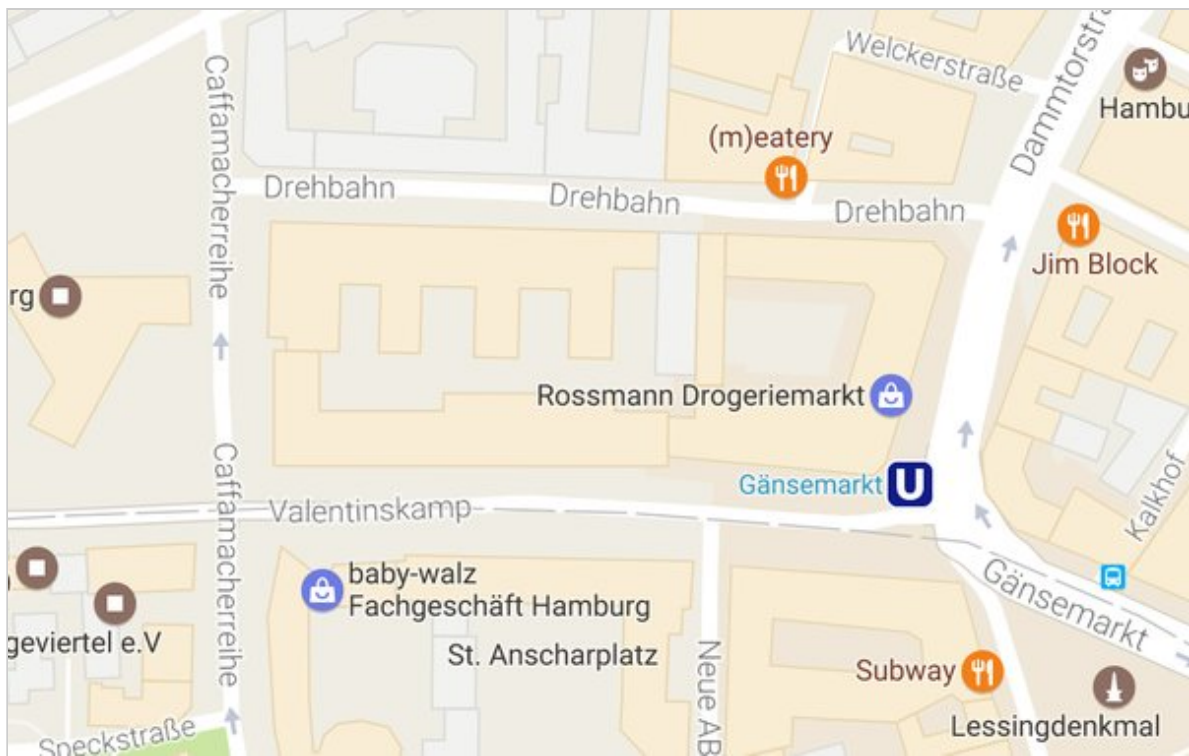 Welckerstraße
Dammtorstra
Hambu
(m)eatery
Caffamacherreihe
Drehbahn
Drehbahn
Drehbahn
Jim Block
rg
Rossmann Drogeriemarkt
Gänsemarkt U
Kalkhof
Valentinskamp
Caffamacherreihe
baby-walz
Fachgeschäft Hamburg
Gänsemarkt
geviertel e.V
St. Anscharplatz
Neue AB
Subway
Lessingdenkmal
Speckstraße